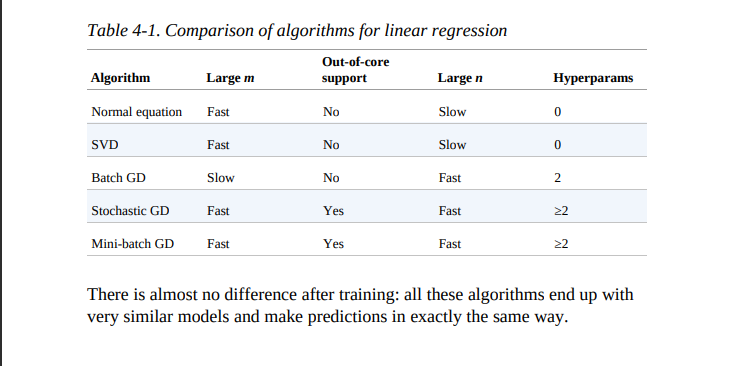 Table 4-1. Comparison of algorithms for linear regression
Algorithm Large m Out-of-core support Large n Hyperparams
Normal equation Fast No Slow 0
SVD Fast No Slow 0
Batch GD Slow No Fast 2
Stochastic GD Fast Yes Fast ≥2
Mini-batch GD Fast Yes Fast ≥2
There is almost no difference after training: all these algorithms end up with
very similar models and make predictions in exactly the same way.